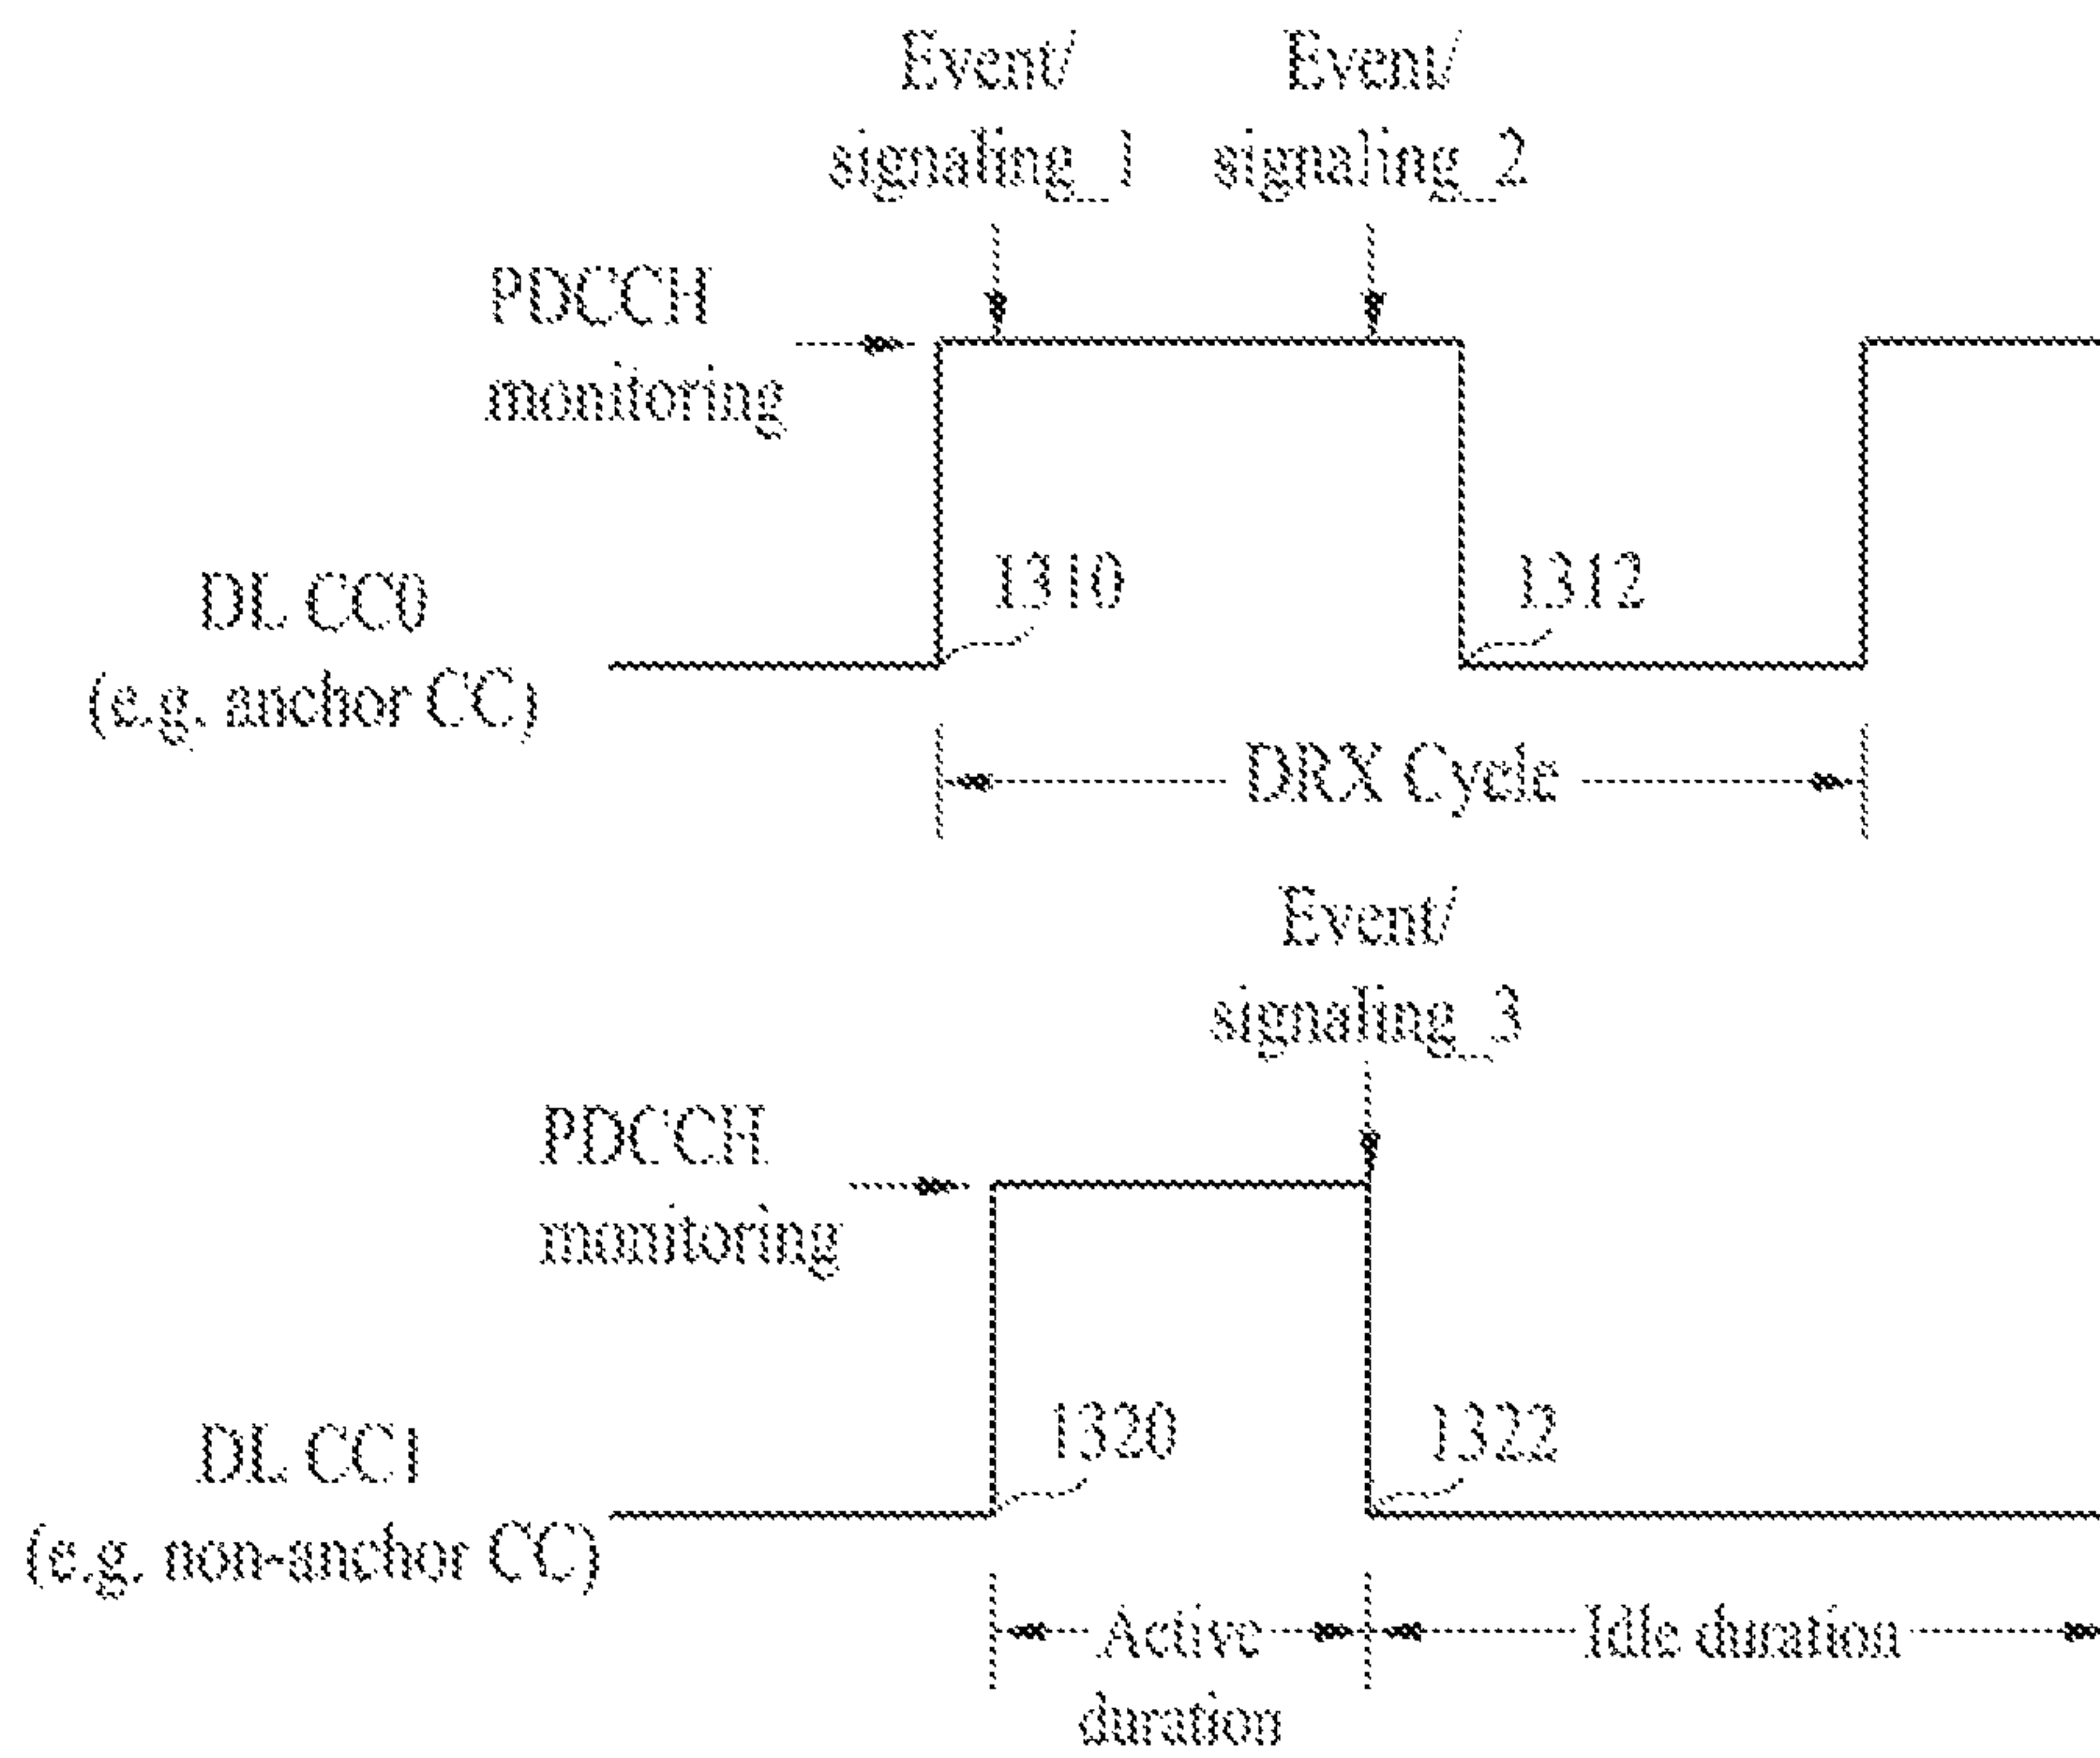 Event/
signaling_1
Event/
signaling_2
PDCCH
monitoring
1310
1312
DL CC0
(e.g. anchor CC)
DRX Cycle
Event/
signaling_3
PDCCH
monitoring
1320
1322
DL CC1
(e.g. non-anchor CC)
Active
duration
Idle duration